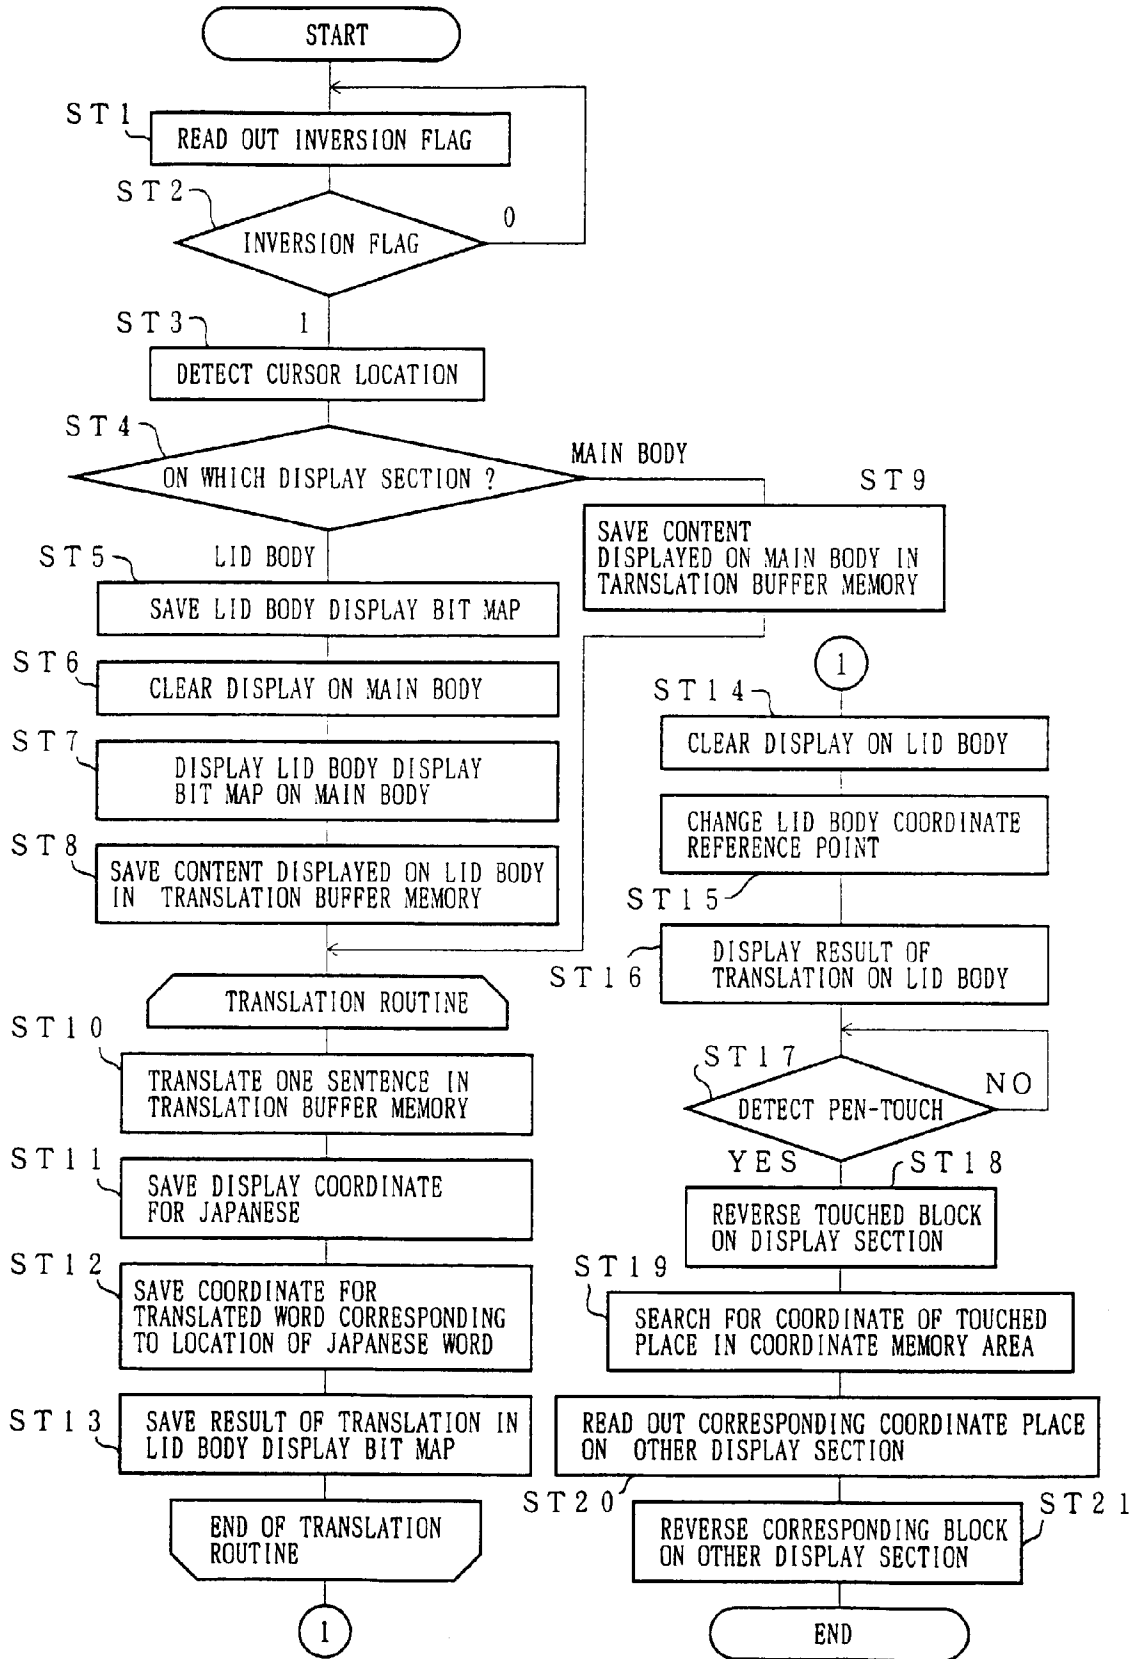 START
ST1
READ OUT INVERSION FLAG
ST2
0
INVERSION FLAG
1
ST3
DETECT CURSOR LOCATION
ST4
MAIN BODY
ON WHICH DISPLAY SECTION ?
LID BODY
ST5
SAVE LID BODY DISPLAY BIT MAP
ST6
CLEAR DISPLAY ON MAIN BODY
ST7
DISPLAY LID BODY DISPLAY
BIT MAP ON MAIN BODY
ST8
SAVE CONTENT DISPLAYED ON LID BODY
IN TRANSLATION BUFFER MEMORY
ST9
SAVE CONTENT
DISPLAYED ON MAIN BODY IN
TARNSLATION BUFFER MEMORY
TRANSLATION ROUTINE
ST10
TRANSLATE ONE SENTENCE IN
TRANSLATION BUFFER MEMORY
ST11
SAVE DISPLAY COORDINATE
FOR JAPANESE
ST12
SAVE COORDINATE FOR
TRANSLATED WORD CORRESPONDING
TO LOCATION OF JAPANESE WORD
ST13
SAVE RESULT OF TRANSLATION IN
LID BODY DISPLAY BIT MAP
END OF TRANSLATION
ROUTINE
1
1
ST14
CLEAR DISPLAY ON LID BODY
CHANGE LID BODY COORDINATE
REFERENCE POINT
ST15
DISPLAY RESULT OF
TRANSLATION ON LID BODY
ST16
ST17
NO
DETECT PEN-TOUCH
YES
ST18
REVERSE TOUCHED BLOCK
ON DISPLAY SECTION
ST19
SEARCH FOR COORDINATE OF TOUCHED
PLACE IN COORDINATE MEMORY AREA
READ OUT CORRESPONDING COORDINATE PLACE
ON OTHER DISPLAY SECTION
ST20
ST21
REVERSE CORRESPONDING BLOCK
ON OTHER DISPLAY SECTION
END